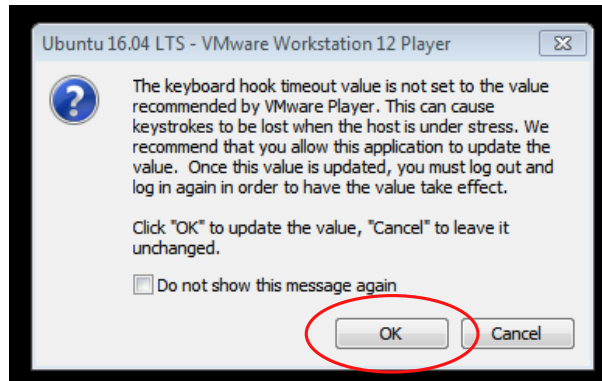 Ubuntu 16.04 LTS - VMware Workstation 12 Player
The keyboard hook timeout value is not set to the value
recommended by VMware Player. This can cause
keystrokes to be lost when the host is under stress. We
recommend that you allow this application to update the
value. Once this value is updated, you must log out and
log in again in order to have the value take effect.
Click "OK" to update the value, "Cancel" to leave it
unchanged.
Do not show this message again
OK
Cancel